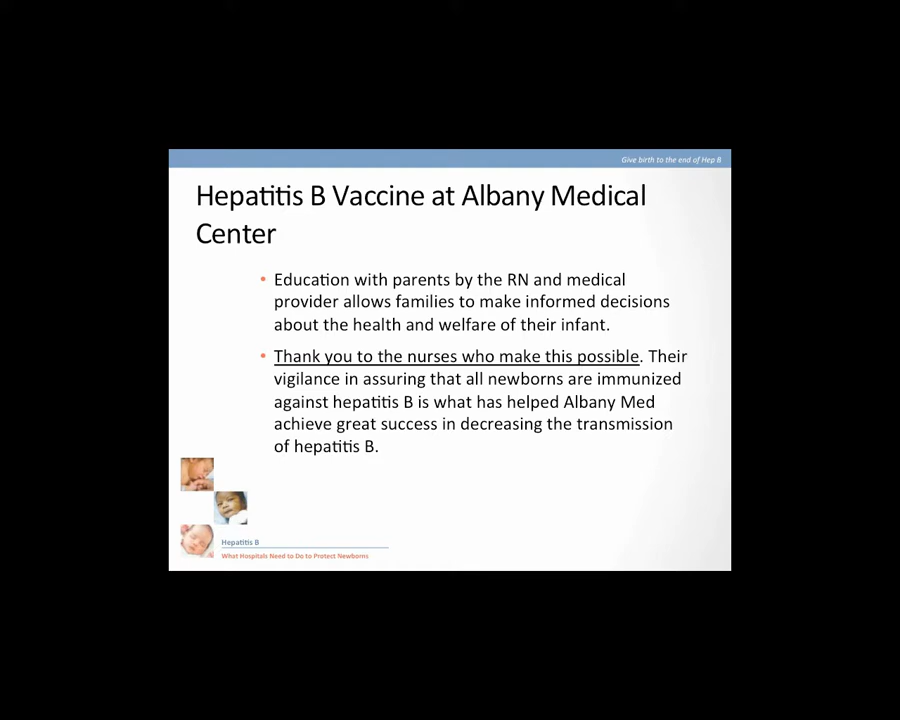 Give birth to the end of Hep B
Hepatitis B Vaccine at Albany Medical
Center
• Education with parents by the RN and medical
provider allows families to make informed decisions
about the health and welfare of their infant.
• Thank you to the nurses who make this possible. Their
vigilance in assuring that all newborns are immunized
against hepatitis B is what has helped Albany Med
achieve great success in decreasing the transmission
of hepatitis B.
Hepatitis B
What Hospitals Need to Do to Protect Newborns